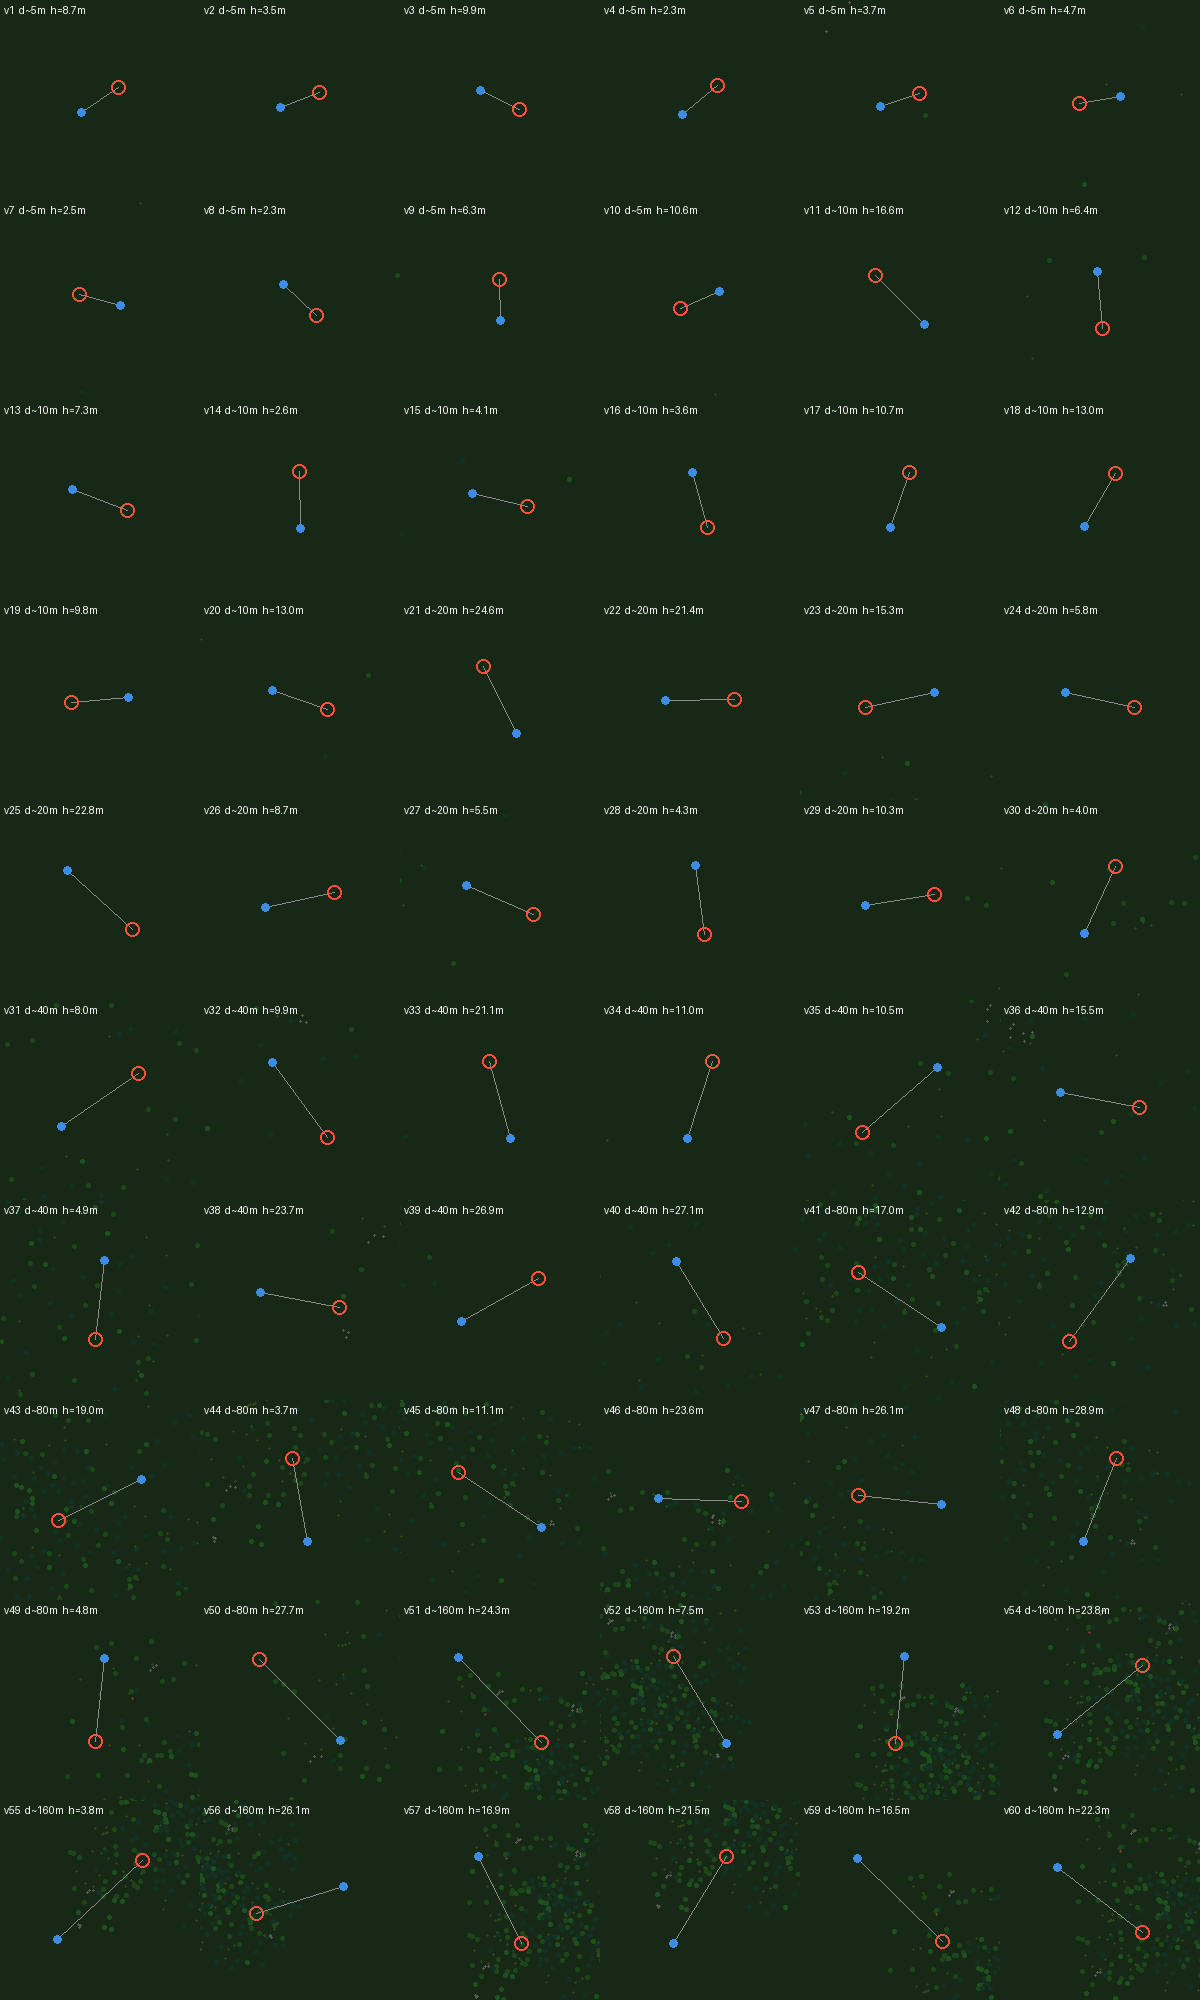 v1 d~5m h=8.7m
v2 d~5m h=3.5m
v3 d~5m h=9.9m
v4 d~5m h=2.3m
v5 d~5m h=3.7m
v6 d~5m h=4.7m
v7 d~5m h=2.5m
v8 d~5m h=2.3m
v9 d~5m h=6.3m
v10 d~5m h=10.6m
v11 d~10m h=16.6m
v12 d~10m h=6.4m
v13 d~10m h=7.3m
v14 d~10m h=2.6m
v15 d~10m h=4.1m
v16 d~10m h=3.6m
v17 d~10m h=10.7m
v18 d~10m h=13.0m
v19 d~10m h=9.8m
v20 d~10m h=13.0m
v21 d~20m h=24.6m
v22 d~20m h=21.4m
v23 d~20m h=15.3m
v24 d~20m h=5.8m
v25 d~20m h=22.8m
v26 d~20m h=8.7m
v27 d~20m h=5.5m
v28 d~20m h=4.3m
v29 d~20m h=10.3m
v30 d~20m h=4.0m
v31 d~40m h=8.0m
v32 d~40m h=9.9m
v33 d~40m h=21.1m
v34 d~40m h=11.0m
v35 d~40m h=10.5m
v36 d~40m h=15.5m
v37 d~40m h=4.9m
v38 d~40m h=23.7m
v39 d~40m h=26.9m
v40 d~40m h=27.1m
v41 d~80m h=17.0m
v42 d~80m h=12.9m
v43 d~80m h=19.0m
v44 d~80m h=3.7m
v45 d~80m h=11.1m
v46 d~80m h=23.6m
v47 d~80m h=26.1m
v48 d~80m h=28.9m
v49 d~80m h=4.8m
v50 d~80m h=27.7m
v51 d~160m h=24.3m
v52 d~160m h=7.5m
v53 d~160m h=19.2m
v54 d~160m h=23.8m
v55 d~160m h=3.8m
v56 d~160m h=26.1m
v57 d~160m h=16.9m
v58 d~160m h=21.5m
v59 d~160m h=16.5m
v60 d~160m h=22.3m